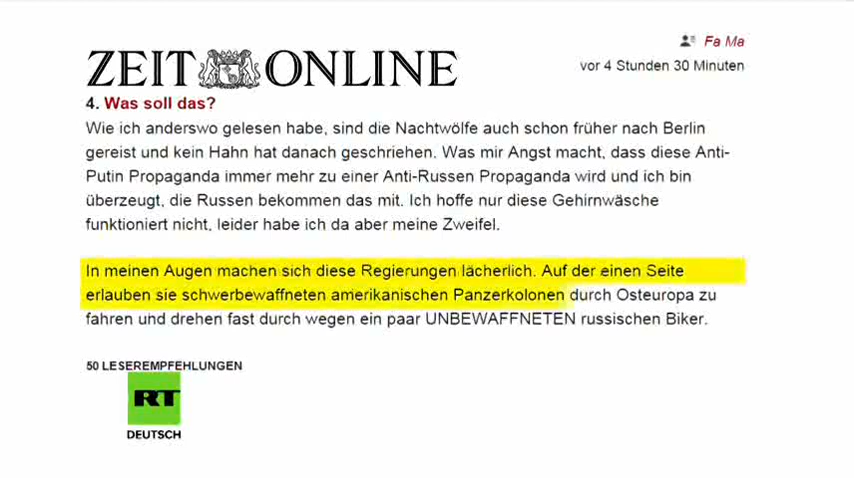 Fa Ma
ZEIT ONLINE
vor 4 Stunden 30 Minuten
4. Was soll das?
Wie ich anderswo gelesen habe, sind die Nachtwölfe auch schon früher nach Berlin
gereist und kein Hahn hat danach geschriehen. Was mir Angst macht, dass diese Anti-
Putin Propaganda immer mehr zu einer Anti-Russen Propaganda wird und ich bin
überzeugt, die Russen bekommen das mit. Ich hoffe nur diese Gehirnwäsche
funktioniert nicht, leider habe ich da aber meine Zweifel.
In meinen Augen machen sich diese Regierungen lächerlich. Auf der einen Seite
erlauben sie schwerbewaffneten amerikanischen Panzerkolonen durch Osteuropa zu
fahren und drehen fast durch wegen ein paar UNBEWAFFNETEN russischen Biker.
50 LESEREMPFEHLUNGEN
RT
DEUTSCH